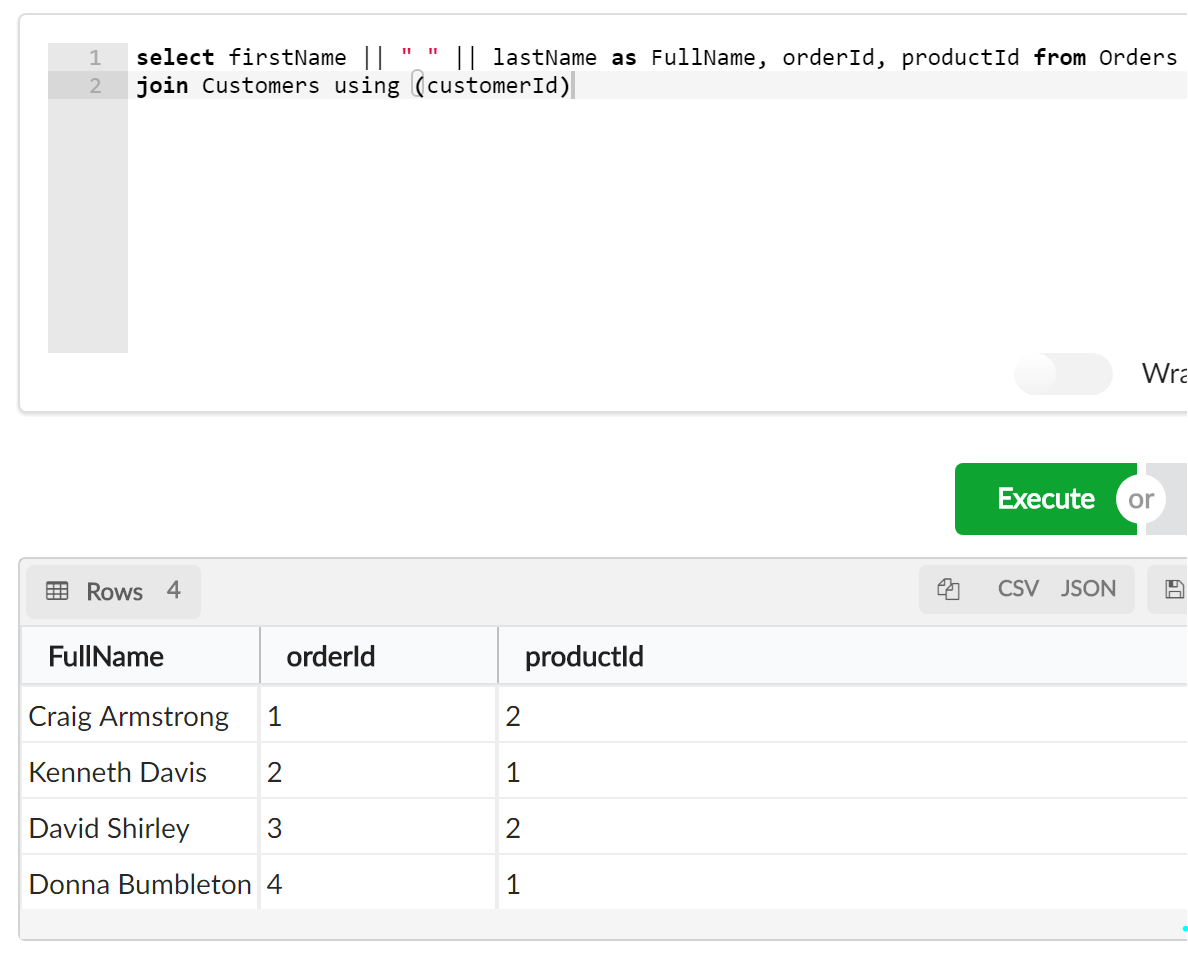 1 select firstName || " " || lastName as FullName, orderId, productId from Orders
2 join Customers using (customerId)
Execute or
Rows 4 CSV JSON
FullName orderId productId
Craig Armstrong 1 2
Kenneth Davis 2 1
David Shirley 3 2
Donna Bumbleton 4 1